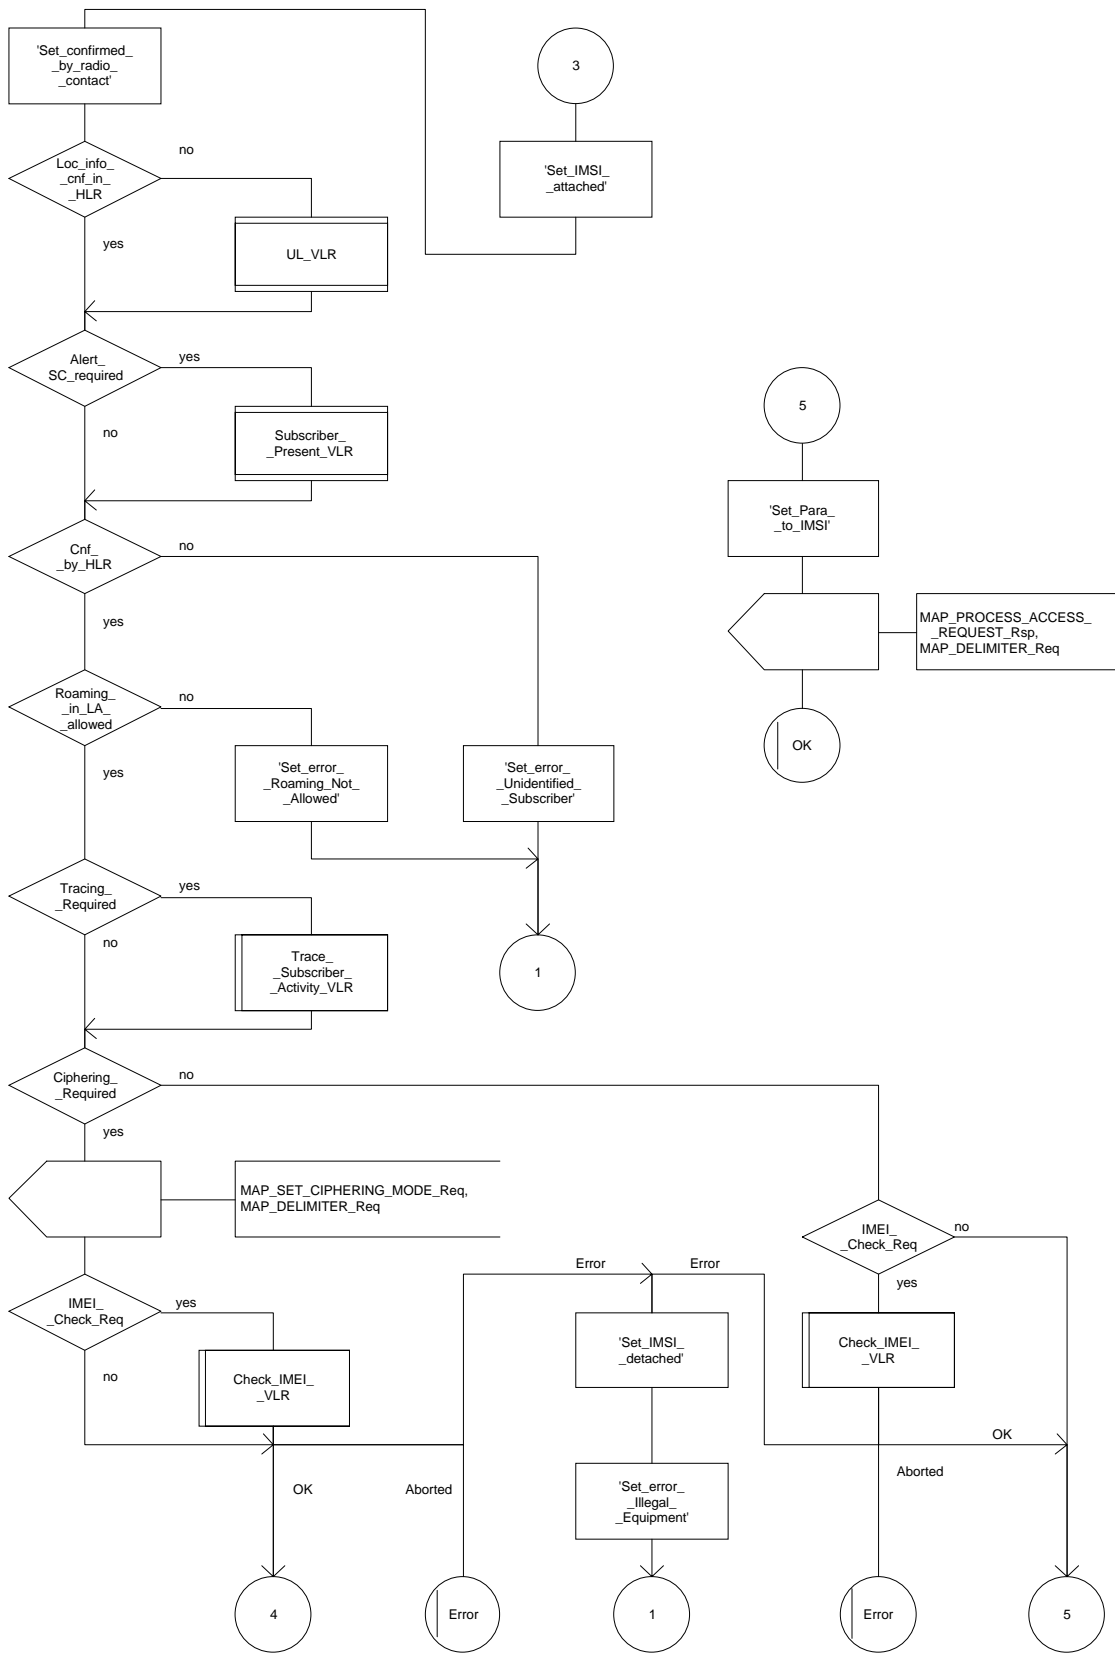 'Set_confirmed_
_by_radio_
_contact'
3
no
Loc_info_
_cnf_in_
_HLR
'Set_IMSI_
_attached'
yes
UL_VLR
Alert_
SC_required
yes
5
no
Subscriber_
_Present_VLR
'Set_Para_
_to_IMSI'
Cnf_
_by_HLR
no
yes
MAP_PROCESS_ACCESS_
_REQUEST_Rsp,
MAP_DELIMITER_Req
Roaming_
_in_LA_
_allowed
no
OK
yes
'Set_error_
_Roaming_Not_
_Allowed'
'Set_error_
_Unidentified_
_Subscriber'
Tracing_
_Required
yes
no
Trace_
_Subscriber_
_Activity_VLR
1
Ciphering_
_Required
no
yes
MAP_SET_CIPHERING_MODE_Req,
MAP_DELIMITER_Req
IMEI_
_Check_Req
no
Error
Error
yes
IMEI_
_Check_Req
yes
'Set_IMSI_
_detached'
Check_IMEI_
_VLR
no
Check_IMEI_
_VLR
OK
Aborted
OK
Aborted
'Set_error_
_Illegal_
_Equipment'
4
Error
1
Error
5